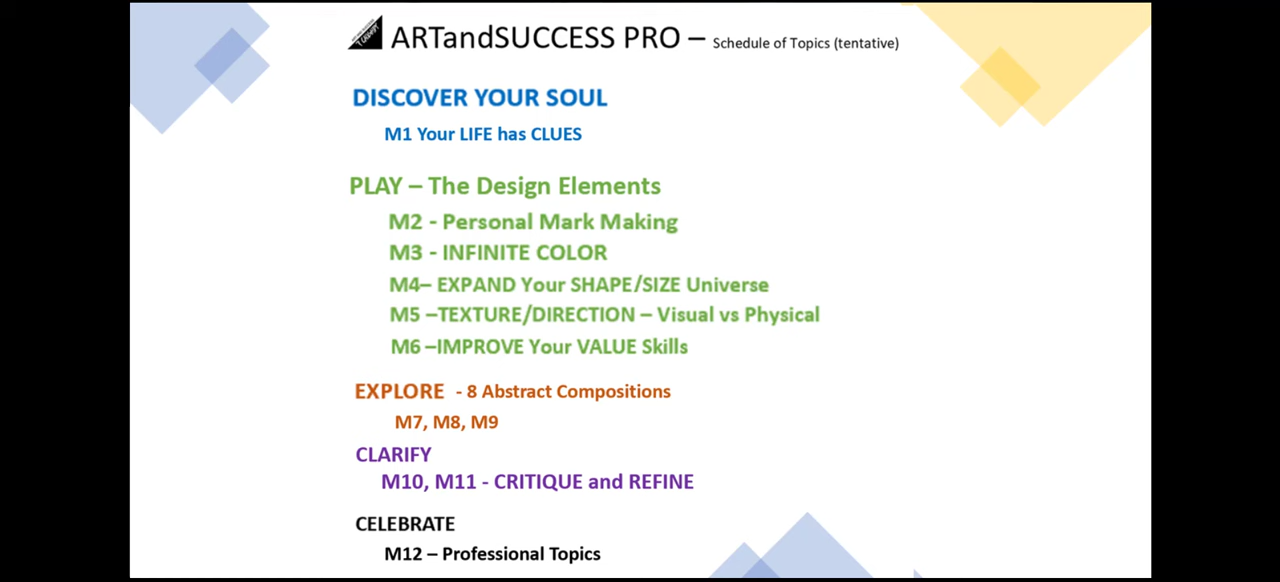 ARTandSUCCESS PRO – Schedule of Topics (tentative)
DISCOVER YOUR SOUL
M1 Your LIFE has CLUES
PLAY – The Design Elements
M2 - Personal Mark Making
M3 - INFINITE COLOR
M4– EXPAND Your SHAPE/SIZE Universe
M5 –TEXTURE/DIRECTION – Visual vs Physical
M6 –IMPROVE Your VALUE Skills
EXPLORE - 8 Abstract Compositions
M7, M8, M9
CLARIFY
M10, M11 - CRITIQUE and REFINE
CELEBRATE
M12 – Professional Topics